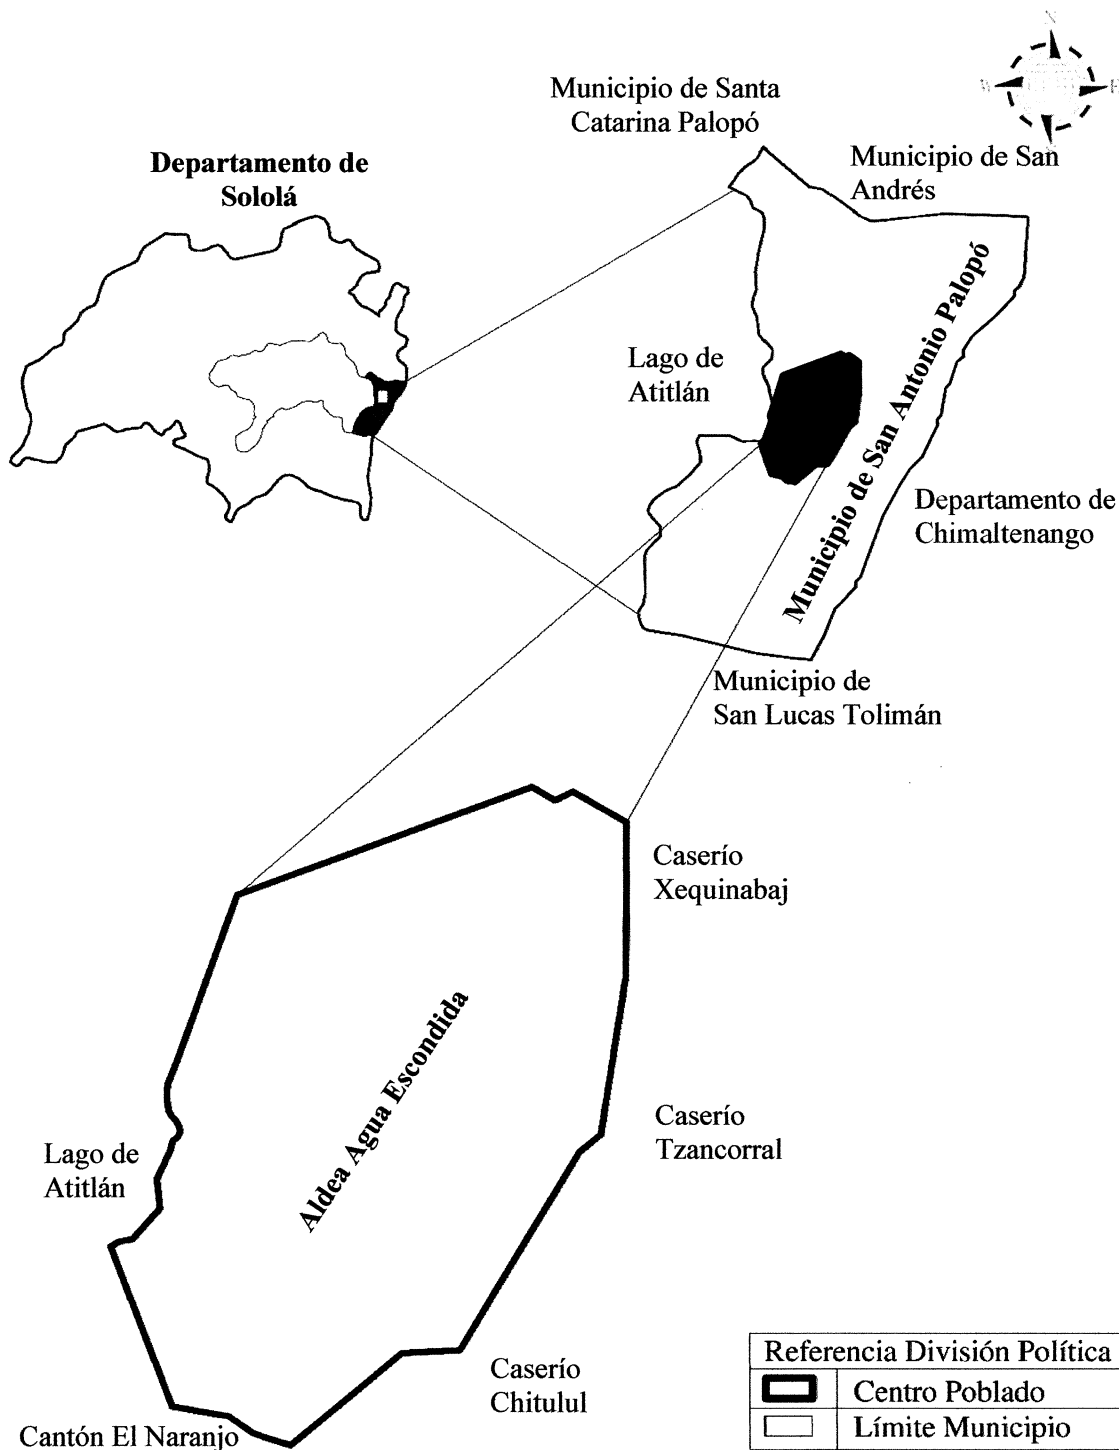 N
W
E
Municipio de Santa
Catarina Palopó
Departamento de
Sololá
Municipio de San
Andrés
Lago de
Atitlán
Municipio de San Antonio Palopó
Departamento de
Chimaltenango
Municipio de
San Lucas Tolimán
Caserío
Xequinabaj
Aldea Agua Escondida
Caserío
Tzancorral
Lago de
Atitlán
Caserío
Chitulul
Cantón El Naranjo
Referencia División Política
Centro Poblado
Límite Municipio